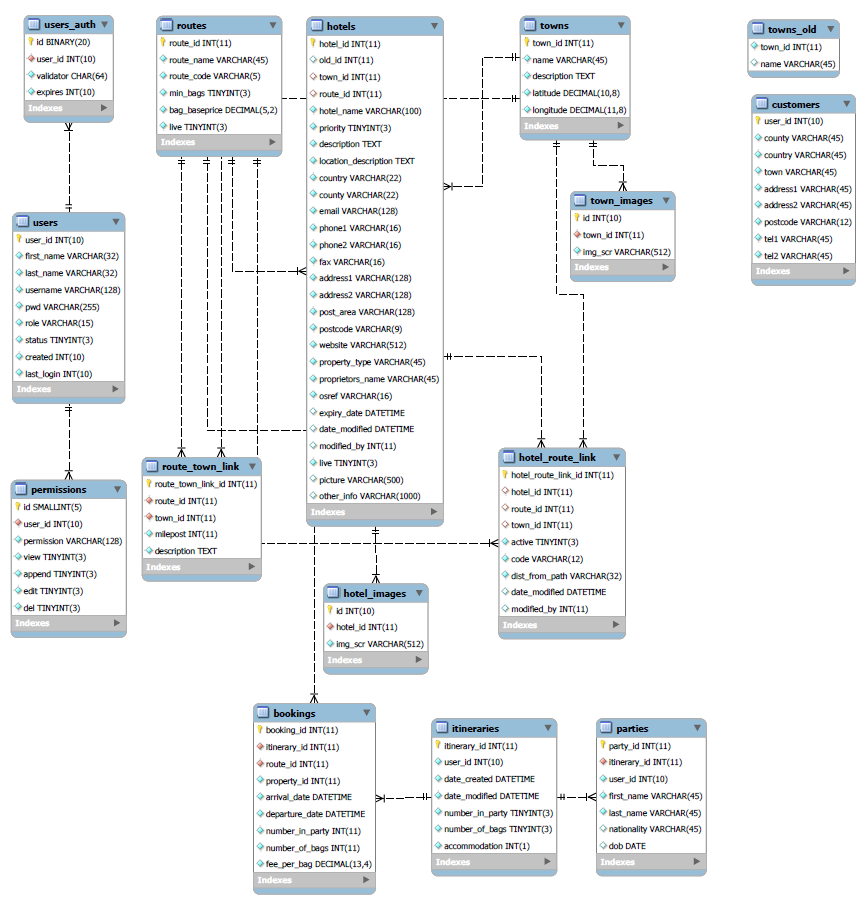 users_auth
id BINARY(20)
user_id INT(10)
validator CHAR(64)
expires INT(10)
Indexes
routes
route_id INT(11)
route_name VARCHAR(45)
route_code VARCHAR(5)
min_bags TINYINT(3)
bag_baseprice DECIMAL(5,2)
live TINYINT(3)
Indexes
hotels
hotel_id INT(11)
old_id INT(11)
town_id INT(11)
route_id INT(11)
hotel_name VARCHAR(100)
priority TINYINT(3)
description TEXT
location_description TEXT
country VARCHAR(22)
county VARCHAR(22)
email VARCHAR(128)
phone1 VARCHAR(16)
phone2 VARCHAR(16)
fax VARCHAR(16)
address1 VARCHAR(128)
address2 VARCHAR(128)
post_area VARCHAR(128)
postcode VARCHAR(9)
website VARCHAR(512)
property_type VARCHAR(45)
proprietors_name VARCHAR(45)
osref VARCHAR(16)
expiry_date DATETIME
date_modified DATETIME
modified_by INT(11)
live TINYINT(3)
picture VARCHAR(500)
other_info VARCHAR(1000)
Indexes
towns
town_id INT(11)
name VARCHAR(45)
description TEXT
latitude DECIMAL(10,8)
longitude DECIMAL(11,8)
Indexes
towns_old
town_id INT(11)
name VARCHAR(45)
customers
user_id INT(10)
county VARCHAR(45)
country VARCHAR(45)
town VARCHAR(45)
address1 VARCHAR(45)
address2 VARCHAR(45)
postcode VARCHAR(12)
tel1 VARCHAR(45)
tel2 VARCHAR(45)
Indexes
town_images
id INT(10)
town_id INT(11)
img_scr VARCHAR(512)
Indexes
users
user_id INT(10)
first_name VARCHAR(32)
last_name VARCHAR(32)
username VARCHAR(128)
pwd VARCHAR(255)
role VARCHAR(15)
status TINYINT(3)
created INT(10)
last_login INT(10)
Indexes
permissions
id SMALLINT(5)
user_id INT(10)
permission VARCHAR(128)
view TINYINT(3)
append TINYINT(3)
edit TINYINT(3)
del TINYINT(3)
Indexes
route_town_link
route_town_link_id INT(11)
route_id INT(11)
town_id INT(11)
milepost INT(11)
description TEXT
Indexes
hotel_route_link
hotel_route_link_id INT(11)
hotel_id INT(11)
route_id INT(11)
town_id INT(11)
active TINYINT(3)
code VARCHAR(12)
dist_from_path VARCHAR(32)
date_modified DATETIME
modified_by INT(11)
Indexes
hotel_images
id INT(10)
hotel_id INT(11)
img_scr VARCHAR(512)
Indexes
bookings
booking_id INT(11)
itinerary_id INT(11)
route_id INT(11)
property_id INT(11)
arrival_date DATETIME
departure_date DATETIME
number_in_party INT(11)
number_of_bags INT(11)
fee_per_bag DECIMAL(13,4)
Indexes
itineraries
itinerary_id INT(11)
user_id INT(10)
date_created DATETIME
date_modified DATETIME
number_in_party TINYINT(3)
number_of_bags TINYINT(3)
accommodation INT(1)
Indexes
parties
party_id INT(11)
itinerary_id INT(11)
user_id INT(10)
first_name VARCHAR(45)
last_name VARCHAR(45)
nationality VARCHAR(45)
dob DATE
Indexes